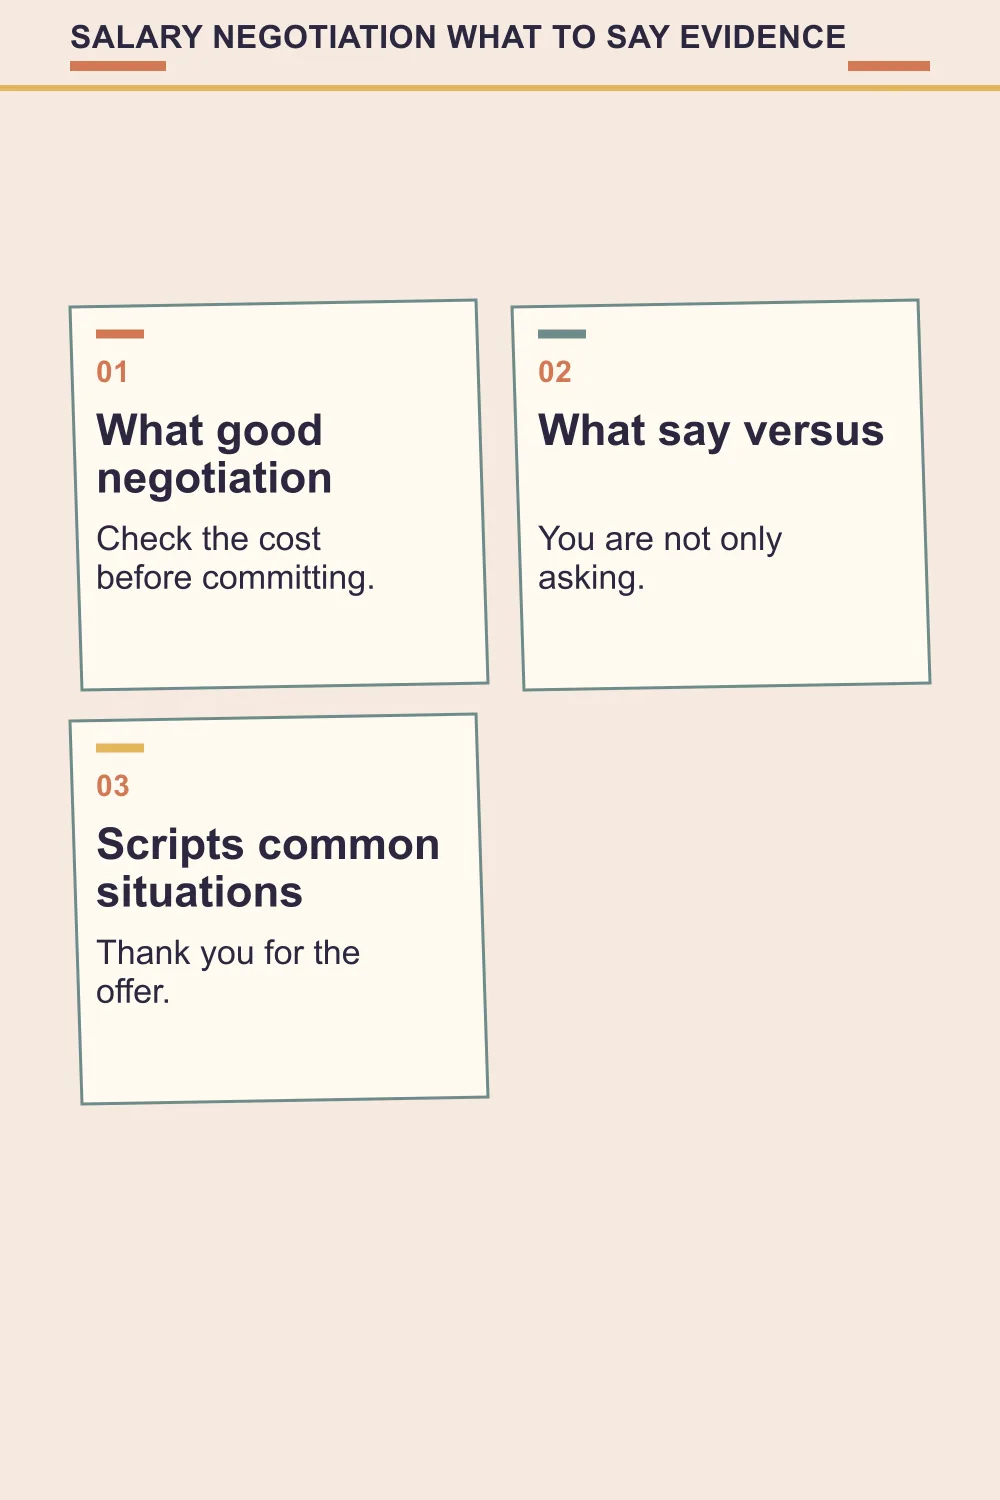 SALARY NEGOTIATION WHAT TO SAY EVIDENCE
01
What good
negotiation
Check the cost
before committing.
02
What say versus
You are not only
asking.
03
Scripts common
situations
Thank you for the
offer.